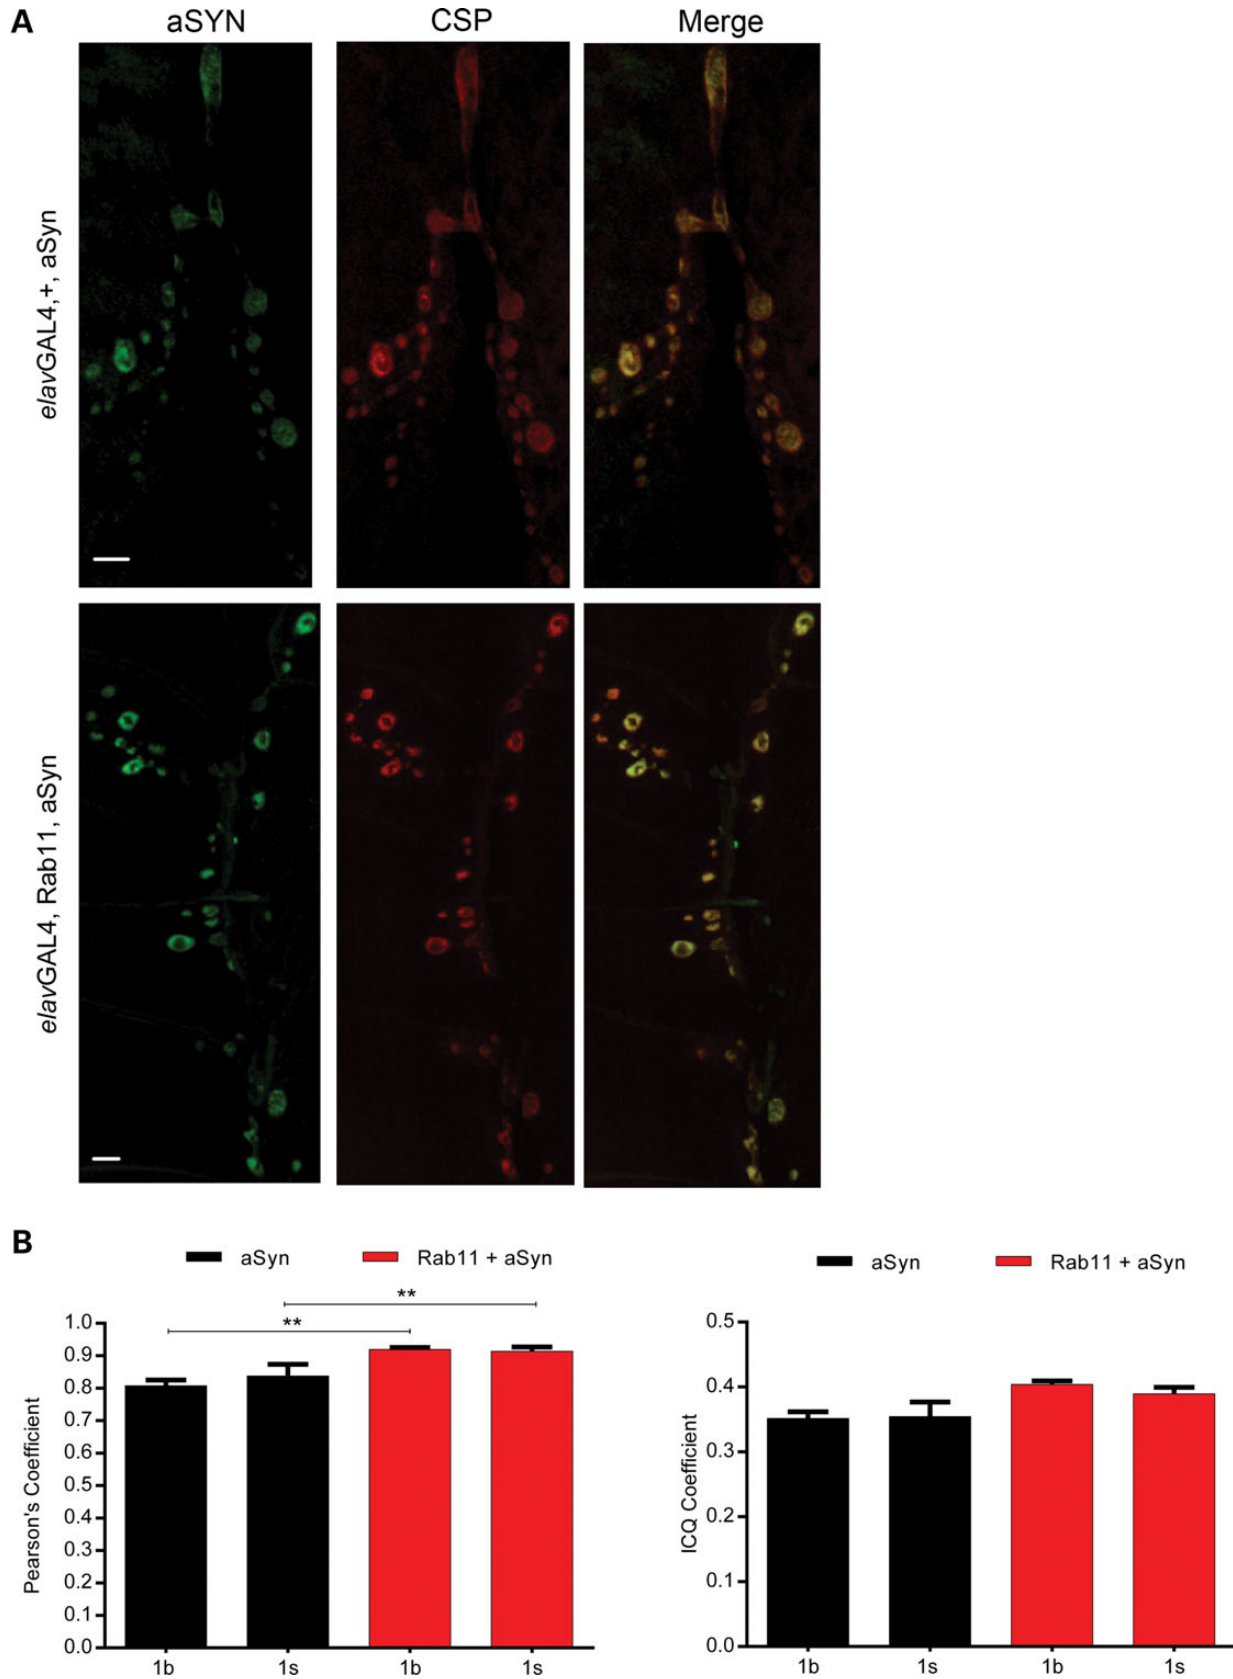 A
aSYN CSP Merge
elavGAL4,+, aSyn
elavGAL4, Rab11, aSyn
B
aSyn Rab11 + aSyn
**
**
Pearson's Coefficient
1.0
0.9
0.8
0.7
0.6
0.5
0.4
0.3
0.2
0.1
0.0
1b 1s 1b 1s
aSyn Rab11 + aSyn
ICQ Coefficient
0.5
0.4
0.3
0.2
0.1
0.0
1b 1s 1b 1s